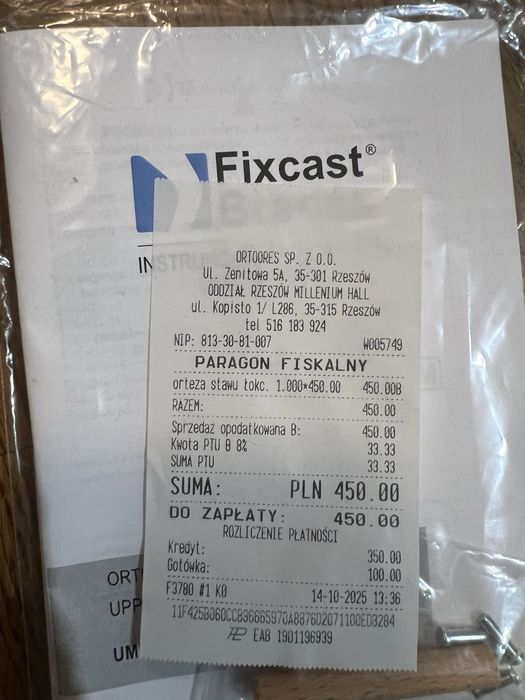 Fixcast®
ORTOORES SP. Z O.O.
Ul. Zenitowa 5A, 35-301 Rzeszów
ODDZIAŁ RZESZÓW MILLENIUM HALL
ul. Kopisto 1/ L286, 35-315 Rzeszów
tel 516 183 924
NIP: 813-30-81-007 W005749
PARAGON FISKALNY
orteza stawu łokc. 1.000*450.00 450.00B
RAZEM: 450.00
Sprzedaż opodatkowana B: 450.00
Kwota PTU B 8% 33.33
SUMA PTU 33.33
SUMA: PLN 450.00
DO ZAPŁATY: 450.00
ROZLICZENIE PŁATNOŚCI
Kredyt: 350.00
Gotówka: 100.00
F3780 #1 K0 14-10-2025 13:36
EAB 1901196939
ORT
UPP
UM